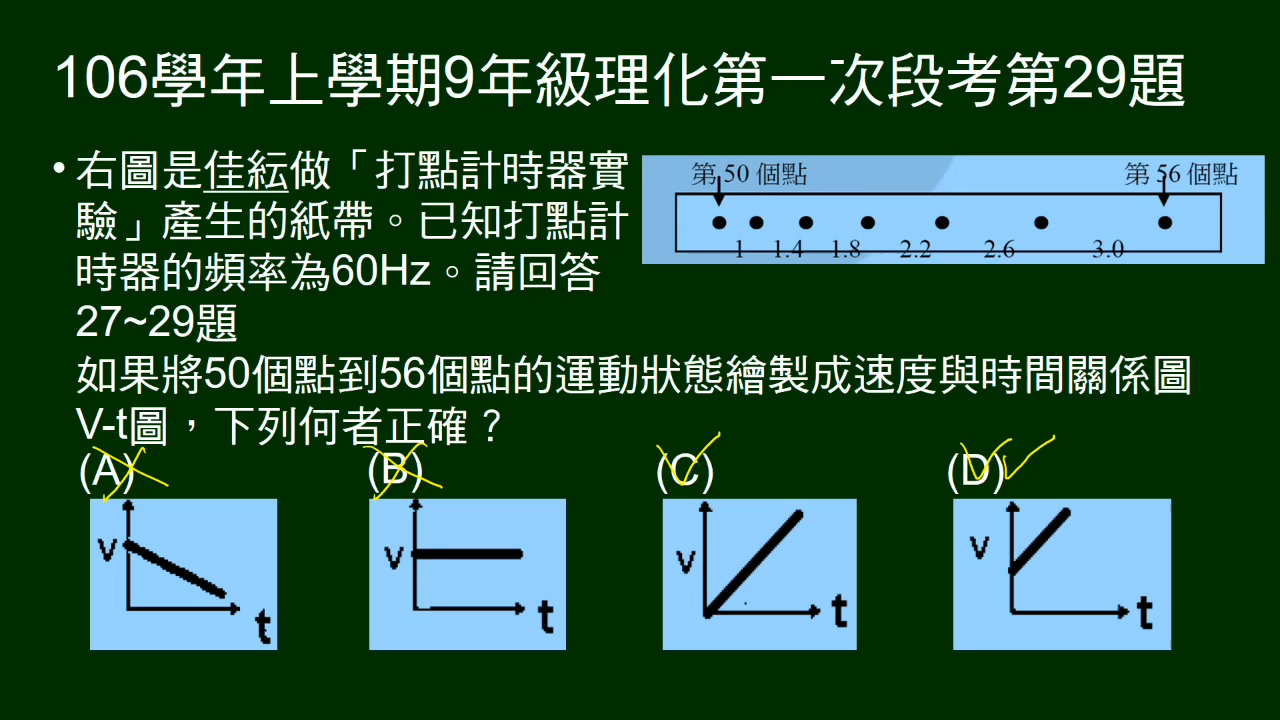 106學年上學期9年級理化第一次段考第29題
• 右圖是佳紜做「打點計時器實
驗」產生的紙帶。已知打點計
時器的頻率為60Hz。請回答
27~29題
第 50 個點
第 56 個點
1 1.4 1.8 2.2 2.6 3.0
如果將50個點到56個點的運動狀態繪製成速度與時間關係圖
V-t圖，下列何者正確？
(A) (B) (C) (D)
v t
v t
v t
v t